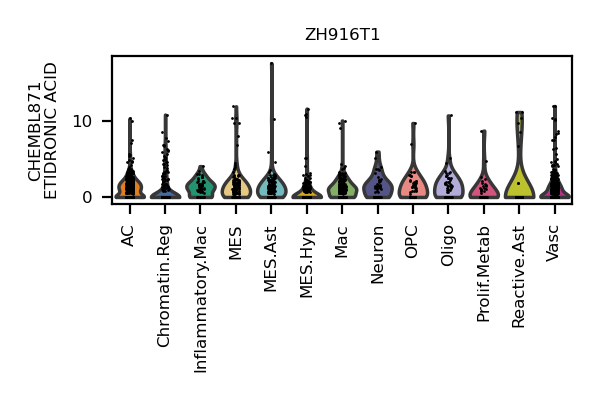 ZH916T1
CHEMBL871
ETIDRONIC ACID
10
0
AC
Chromatin.Reg
Inflammatory.Mac
MES
MES.Ast
MES.Hyp
Mac
Neuron
OPC
Oligo
Prolif.Metab
Reactive.Ast
Vasc